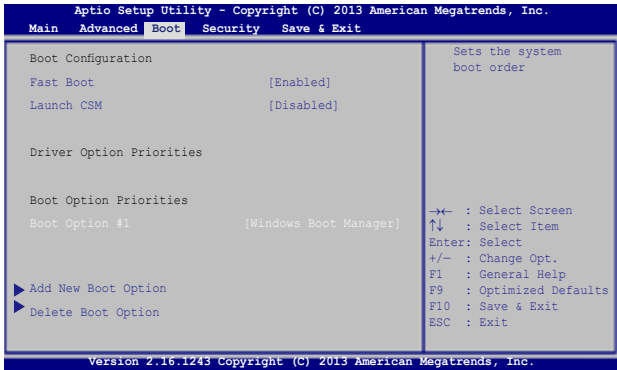 Aptio Setup Utility - Copyright (C) 2013 American Megatrends, Inc.
Main Advanced Boot Security Save & Exit
Boot Configuration
Fast Boot [Enabled]
Launch CSM [Disabled]
Driver Option Priorities
Boot Option Priorities
Boot Option #1 [Windows Boot Manager]
Add New Boot Option
Delete Boot Option
Sets the system
boot order
→← : Select Screen
↑↓ : Select Item
Enter: Select
+/— : Change Opt.
F1 : General Help
F9 : Optimized Defaults
F10 : Save & Exit
ESC : Exit
Version 2.16.1243 Copyright (C) 2013 American Megatrends, Inc.